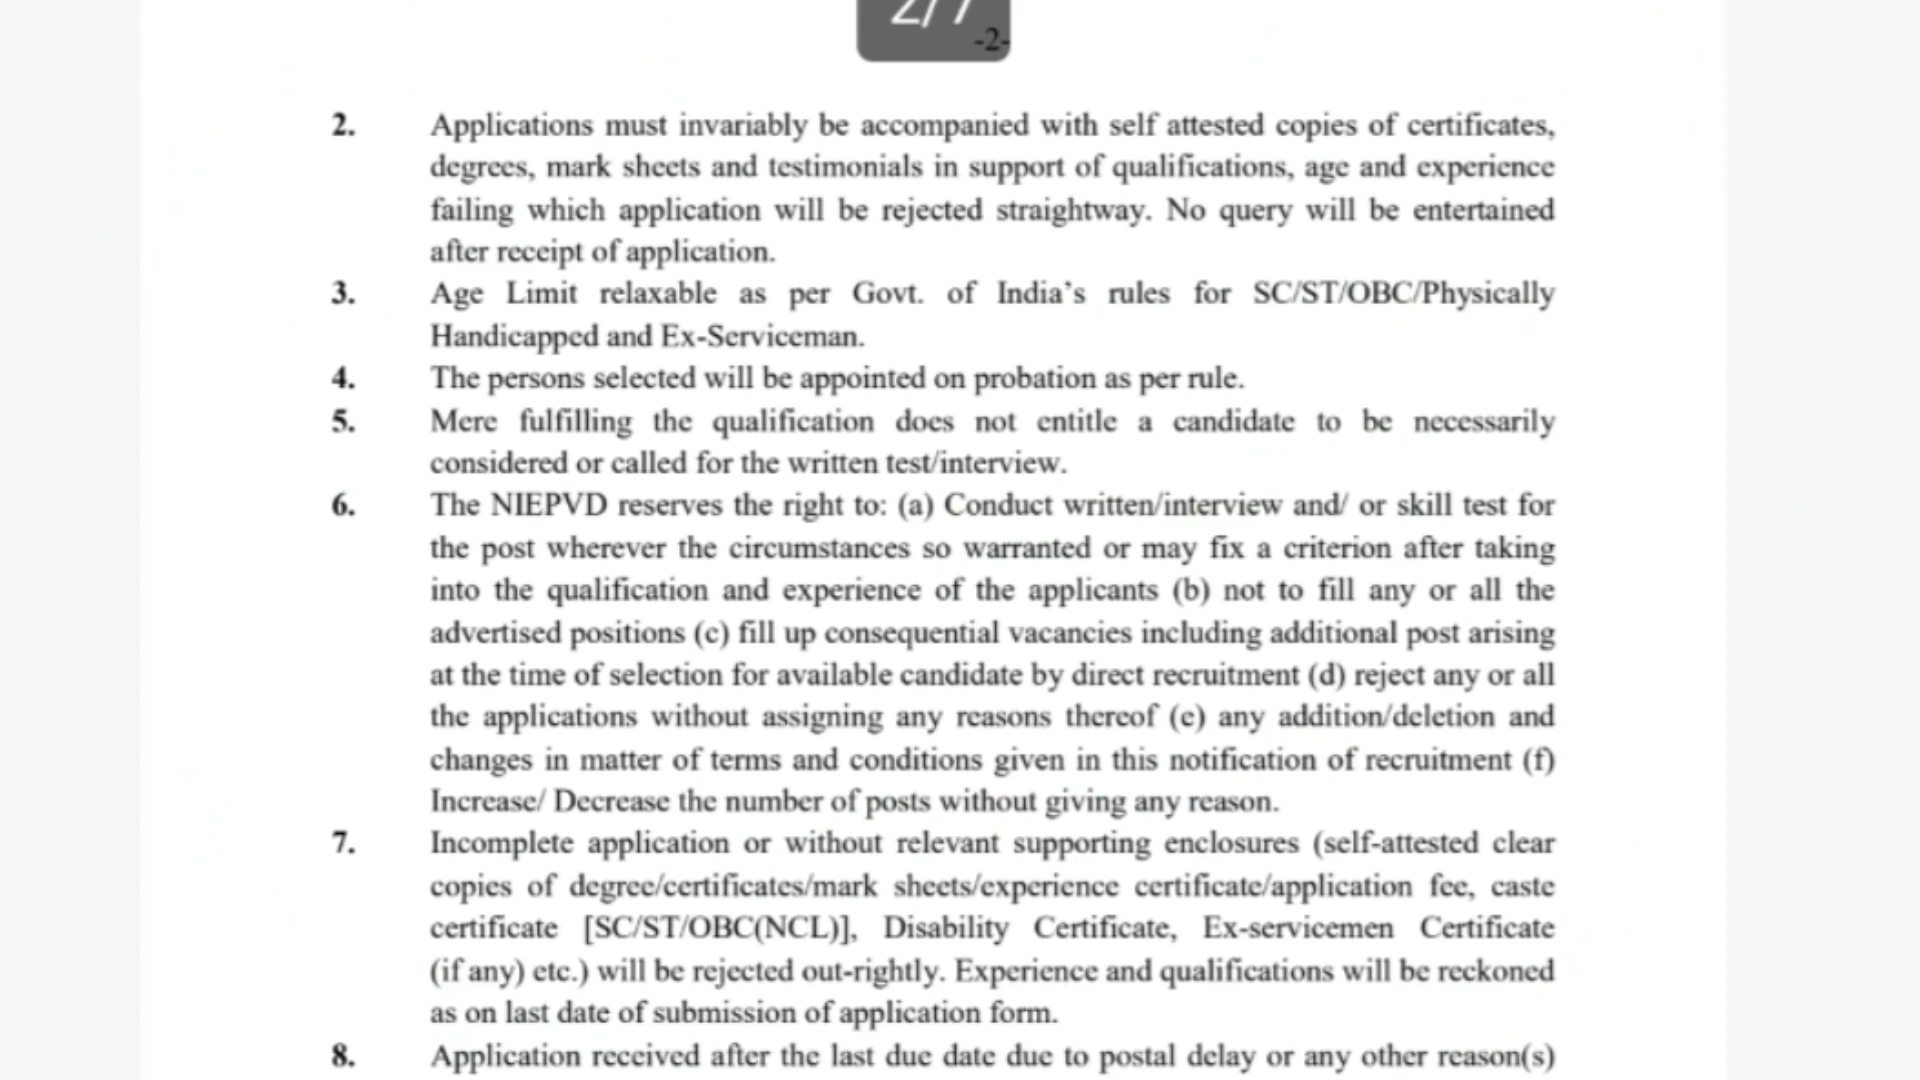 2/7
-2-
2. Applications must invariably be accompanied with self attested copies of certificates,
degrees, mark sheets and testimonials in support of qualifications, age and experience
failing which application will be rejected straightway. No query will be entertained
after receipt of application.
3. Age Limit relaxable as per Govt. of India's rules for SC/ST/OBC/Physically
Handicapped and Ex-Serviceman.
4. The persons selected will be appointed on probation as per rule.
5. Mere fulfilling the qualification does not entitle a candidate to be necessarily
considered or called for the written test/interview.
6. The NIEPVD reserves the right to: (a) Conduct written/interview and/ or skill test for
the post wherever the circumstances so warranted or may fix a criterion after taking
into the qualification and experience of the applicants (b) not to fill any or all the
advertised positions (c) fill up consequential vacancies including additional post arising
at the time of selection for available candidate by direct recruitment (d) reject any or all
the applications without assigning any reasons thereof (e) any addition/deletion and
changes in matter of terms and conditions given in this notification of recruitment (f)
Increase/ Decrease the number of posts without giving any reason.
7. Incomplete application or without relevant supporting enclosures (self-attested clear
copies of degree/certificates/mark sheets/experience certificate/application fee, caste
certificate [SC/ST/OBC(NCL)], Disability Certificate, Ex-servicemen Certificate
(if any) etc.) will be rejected out-rightly. Experience and qualifications will be reckoned
as on last date of submission of application form.
8. Application received after the last due date due to postal delay or any other reason(s)